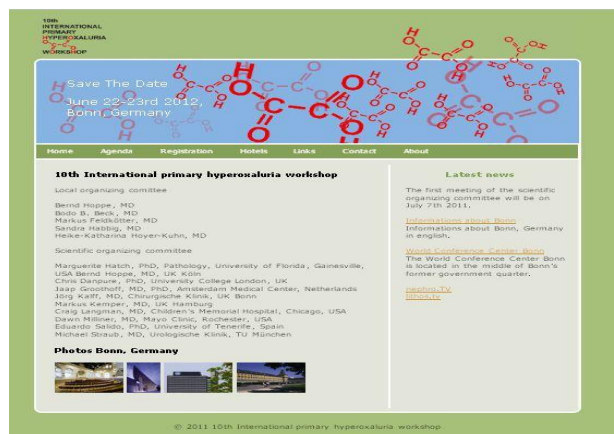 10th
INTERNATIONAL
PRIMARY
HYPEROXALURIA
WORKSHOP
Save The Date
June 22-23rd 2012,
Bonn, Germany
Home Agenda Registration Hotels Links Contact About
10th International primary hyperoxaluria workshop
Local organizing comittee
Bernd Hoppe, MD
Bodo B. Beck, MD
Markus Feldkötter, MD
Sandra Habbig, MD
Heike-Katharina Hoyer-Kuhn, MD
Scientific organizing committee
Marguerite Hatch, PhD, Pathology, University of Florida, Gainesville,
USA Bernd Hoppe, MD, UK Köln
Chris Danpure, PhD, University College London, UK
Jaap Groothoff, MD, PhD, Amsterdam Medical Center, Netherlands
Jörg Kalff, MD, Chirurgische Klinik, UK Bonn
Markus Kemper, MD, UK Hamburg
Craig Langman, MD, Children's Memorial Hospital, Chicago, USA
Dawn Milliner, MD, Mayo Clinic, Rochester, USA
Eduardo Salido, PhD, University of Tenerife, Spain
Michael Straub, MD, Urologische Klinik, TU München
Photos Bonn, Germany
Latest news
The first meeting of the scientific
organizing committee will be on
July 7th 2011.
Informations about Bonn
Informations about Bonn, Germany
in english.
World Conference Center Bonn
The World Conference Center Bonn
is located in the middle of Bonn's
former government quarter.
nephro.TV
lithos.tv
© 2011 10th International primary hyperoxaluria workshop